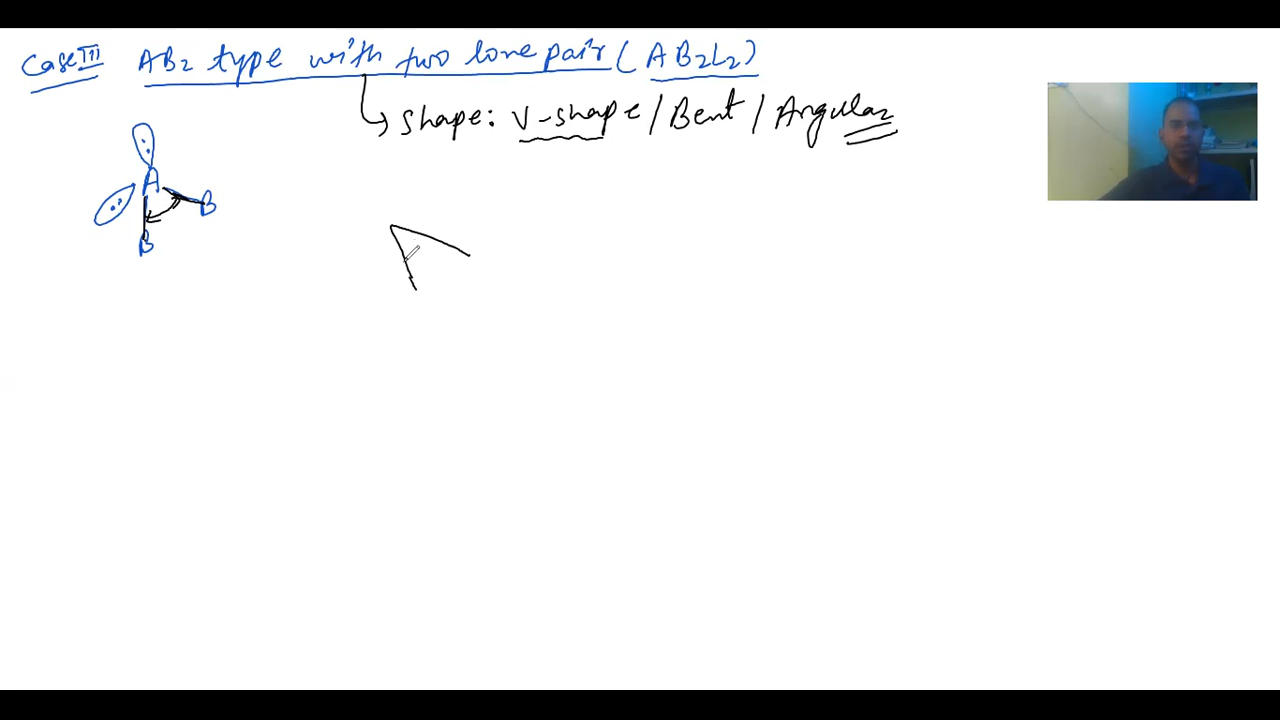 Case III AB₂ type with two lone pair (AB₂L₂)
↳ Shape: V-shape / Bent / Angular
A
B
B